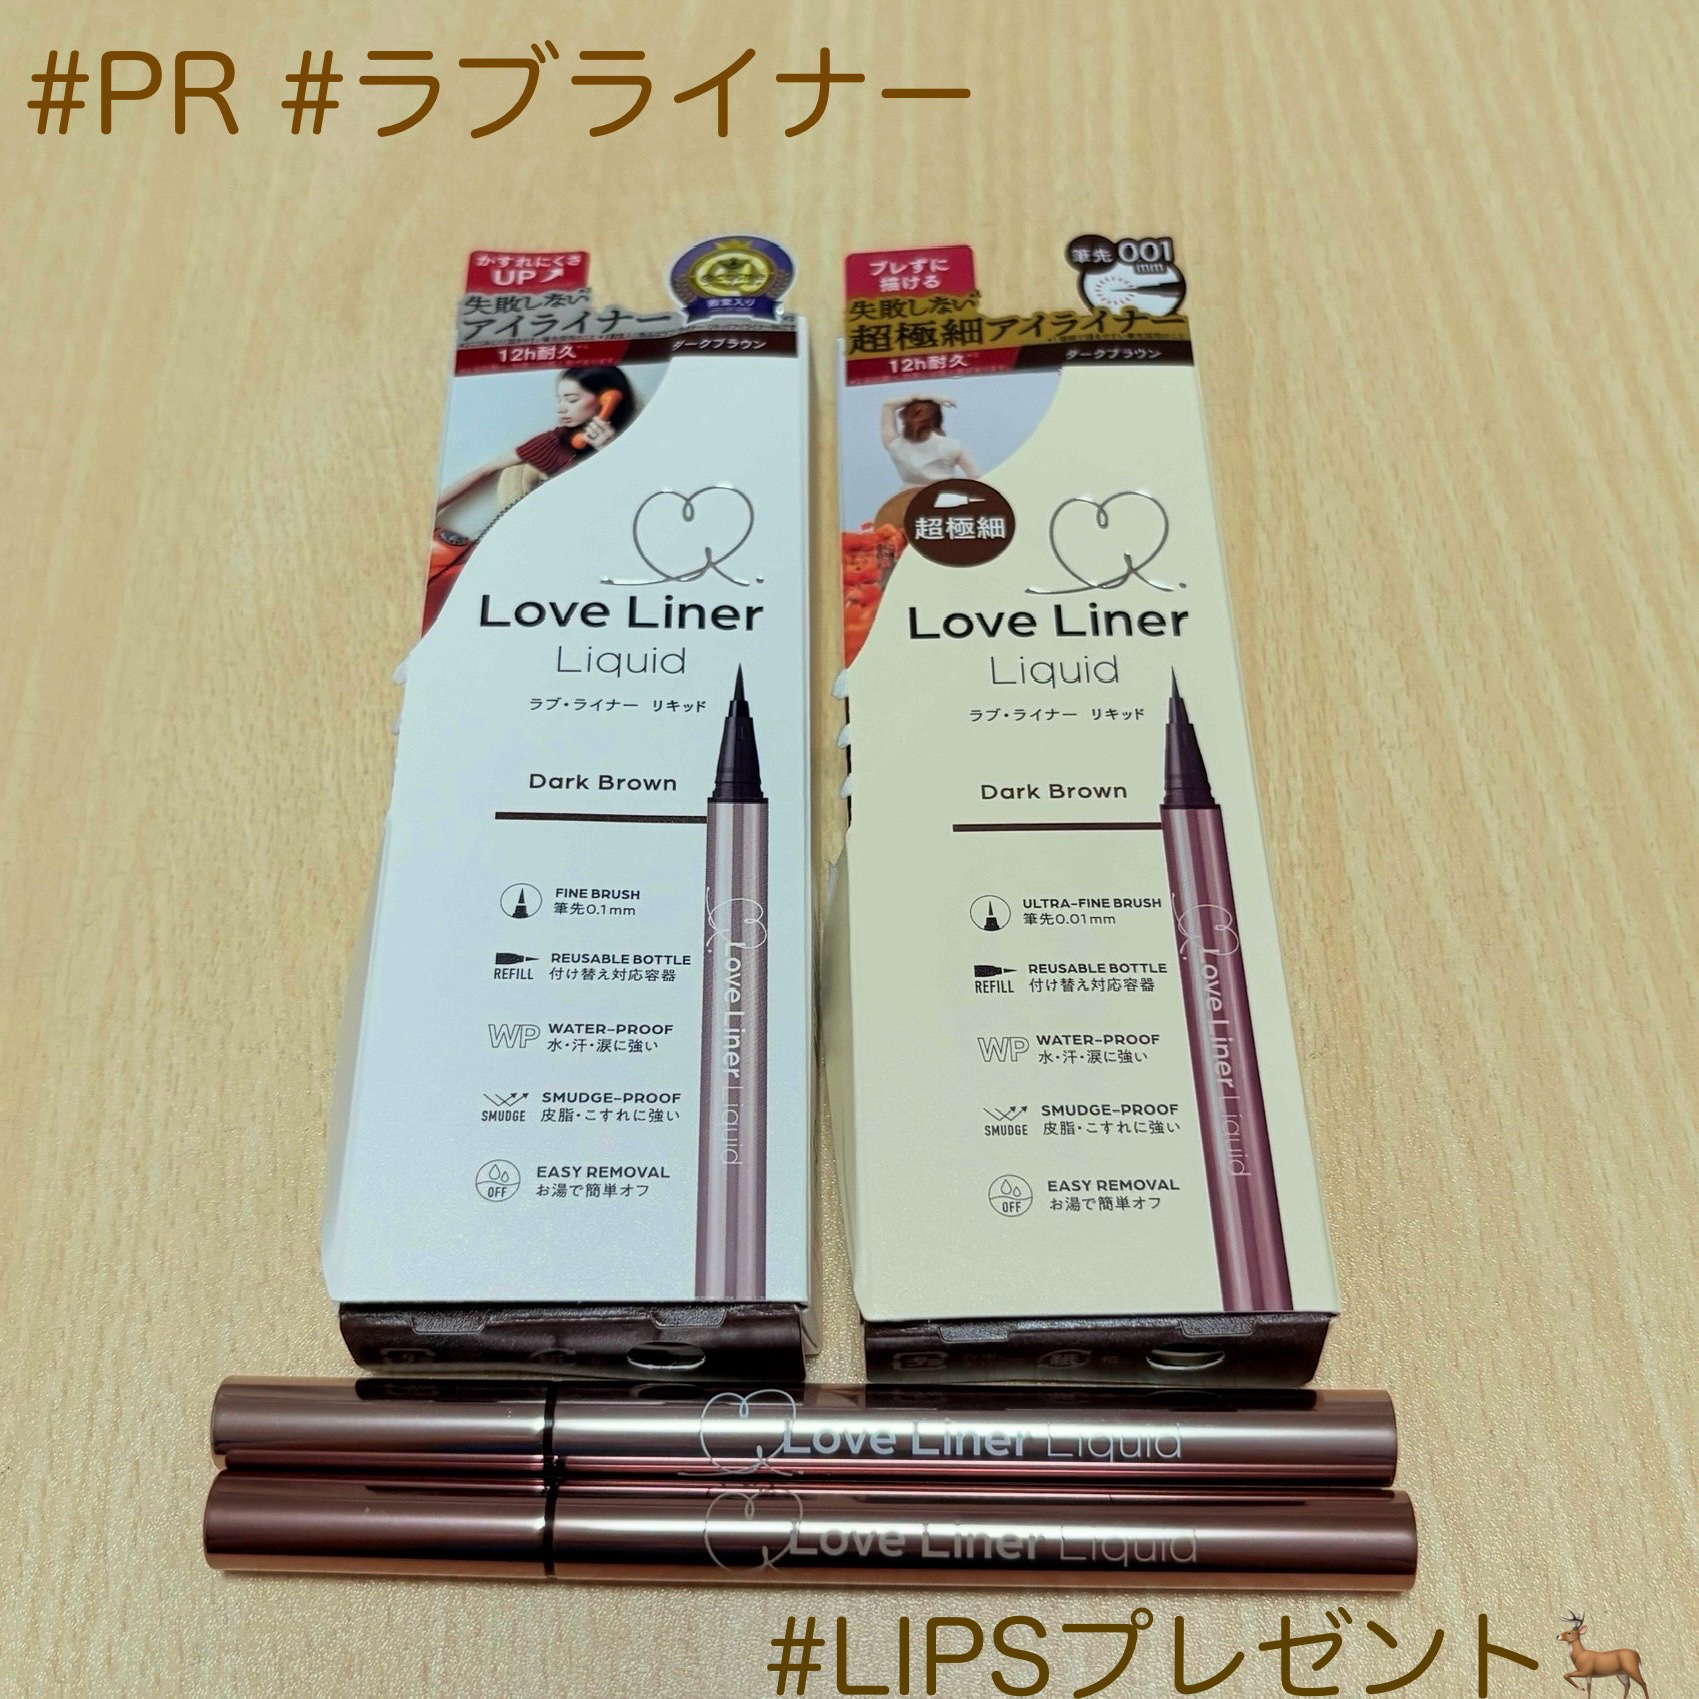 #PR #ラブライナー
かすれにくさ
UP
失敗しない
アイライナー
12h耐久
ダークブラウン
Love Liner
Liquid
ラブ・ライナー リキッド
Dark Brown
FINE BRUSH
筆先0.1mm
REFILL
REUSABLE BOTTLE
付け替え対応容器
WP
WATER-PROOF
水・汗・涙に強い
SMUDGE
SMUDGE-PROOF
皮脂・こすれに強い
OFF
EASY REMOVAL
お湯で簡単オフ
Love Liner Liquid
ブレずに
描ける
筆先 0.01
mm
失敗しない
超極細アイライナー
12h耐久
ダークブラウン
超極細
Love Liner
Liquid
ラブ・ライナー リキッド
Dark Brown
ULTRA-FINE BRUSH
筆先0.01mm
REFILL
REUSABLE BOTTLE
付け替え対応容器
WP
WATER-PROOF
水・汗・涙に強い
SMUDGE
SMUDGE-PROOF
皮脂・こすれに強い
OFF
EASY REMOVAL
お湯で簡単オフ
Love Liner Liquid
Love Liner Liquid
Love Liner Liquid
#LIPSプレゼント